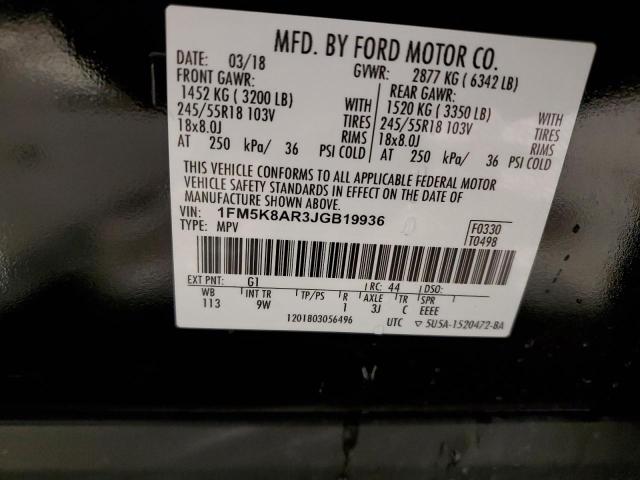 MFD. BY FORD MOTOR CO.
DATE: 03/18 GVWR: 2877 KG ( 6342 LB)
FRONT GAWR: REAR GAWR:
1452 KG ( 3200 LB) WITH 1520 KG ( 3350 LB) WITH
245/55R18 103V TIRES 245/55R18 103V TIRES
18x8.0J RIMS 18x8.0J RIMS
AT 250 kPa/ 36 PSI COLD AT 250 kPa/ 36 PSI COLD
THIS VEHICLE CONFORMS TO ALL APPLICABLE FEDERAL MOTOR
VEHICLE SAFETY STANDARDS IN EFFECT ON THE DATE OF
MANUFACTURE SHOWN ABOVE.
VIN: 1FM5K8AR3JGB19936 F0330
TYPE: MPV T0498
EXT PNT: G1 RC: 44 DSO:
WB INT TR TP/PS R AXLE TR SPR
113 9W 1 3J C EEEE
1201803056496 UTC ▽ 5U5A-1520472-BA